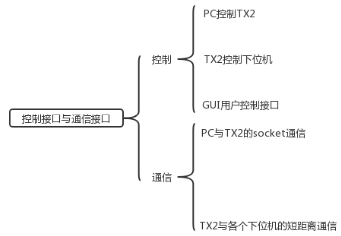 控制接口与通信接口
控制
PC控制TX2
TX2控制下位机
GUI用户控制接口
通信
PC与TX2的socket通信
TX2与各个下位机的短距离通信